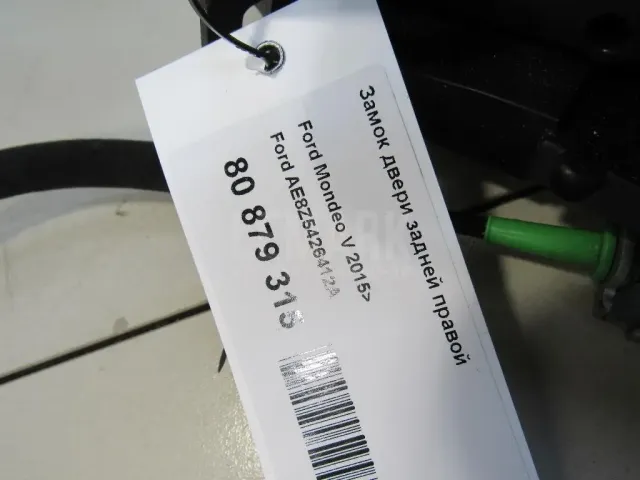 Замок двери задней правой
Ford Mondeo V 2015>
Ford AE8Z5426412A
80 879 315